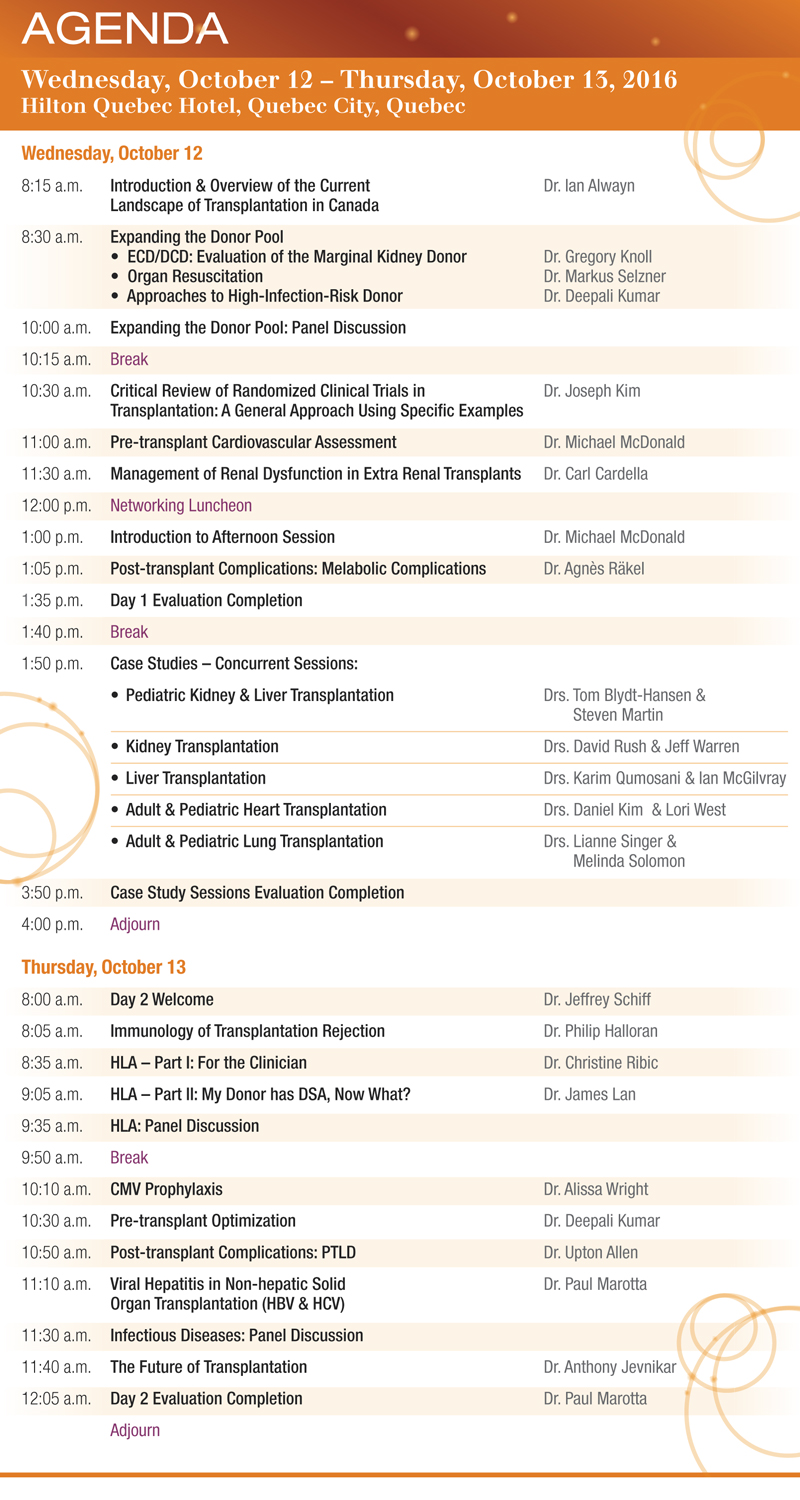 AGENDA
Wednesday, October 12 – Thursday, October 13, 2016
Hilton Quebec Hotel, Quebec City, Quebec
Wednesday, October 12
8:15 a.m. Introduction & Overview of the Current Dr. Ian Alwayn
Landscape of Transplantation in Canada
8:30 a.m. Expanding the Donor Pool
• ECD/DCD: Evaluation of the Marginal Kidney Donor Dr. Gregory Knoll
• Organ Resuscitation Dr. Markus Selzner
• Approaches to High-Infection-Risk Donor Dr. Deepali Kumar
10:00 a.m. Expanding the Donor Pool: Panel Discussion
10:15 a.m. Break
10:30 a.m. Critical Review of Randomized Clinical Trials in Dr. Joseph Kim
Transplantation: A General Approach Using Specific Examples
11:00 a.m. Pre-transplant Cardiovascular Assessment Dr. Michael McDonald
11:30 a.m. Management of Renal Dysfunction in Extra Renal Transplants Dr. Carl Cardella
12:00 p.m. Networking Luncheon
1:00 p.m. Introduction to Afternoon Session Dr. Michael McDonald
1:05 p.m. Post-transplant Complications: Melabolic Complications Dr. Agnès Räkel
1:35 p.m. Day 1 Evaluation Completion
1:40 p.m. Break
1:50 p.m. Case Studies – Concurrent Sessions:
• Pediatric Kidney & Liver Transplantation Drs. Tom Blydt-Hansen &
Steven Martin
• Kidney Transplantation Drs. David Rush & Jeff Warren
• Liver Transplantation Drs. Karim Qumosani & Ian McGilvray
• Adult & Pediatric Heart Transplantation Drs. Daniel Kim & Lori West
• Adult & Pediatric Lung Transplantation Drs. Lianne Singer &
Melinda Solomon
3:50 p.m. Case Study Sessions Evaluation Completion
4:00 p.m. Adjourn
Thursday, October 13
8:00 a.m. Day 2 Welcome Dr. Jeffrey Schiff
8:05 a.m. Immunology of Transplantation Rejection Dr. Philip Halloran
8:35 a.m. HLA – Part I: For the Clinician Dr. Christine Ribic
9:05 a.m. HLA – Part II: My Donor has DSA, Now What? Dr. James Lan
9:35 a.m. HLA: Panel Discussion
9:50 a.m. Break
10:10 a.m. CMV Prophylaxis Dr. Alissa Wright
10:30 a.m. Pre-transplant Optimization Dr. Deepali Kumar
10:50 a.m. Post-transplant Complications: PTLD Dr. Upton Allen
11:10 a.m. Viral Hepatitis in Non-hepatic Solid Dr. Paul Marotta
Organ Transplantation (HBV & HCV)
11:30 a.m. Infectious Diseases: Panel Discussion
11:40 a.m. The Future of Transplantation Dr. Anthony Jevnikar
12:05 a.m. Day 2 Evaluation Completion Dr. Paul Marotta
Adjourn